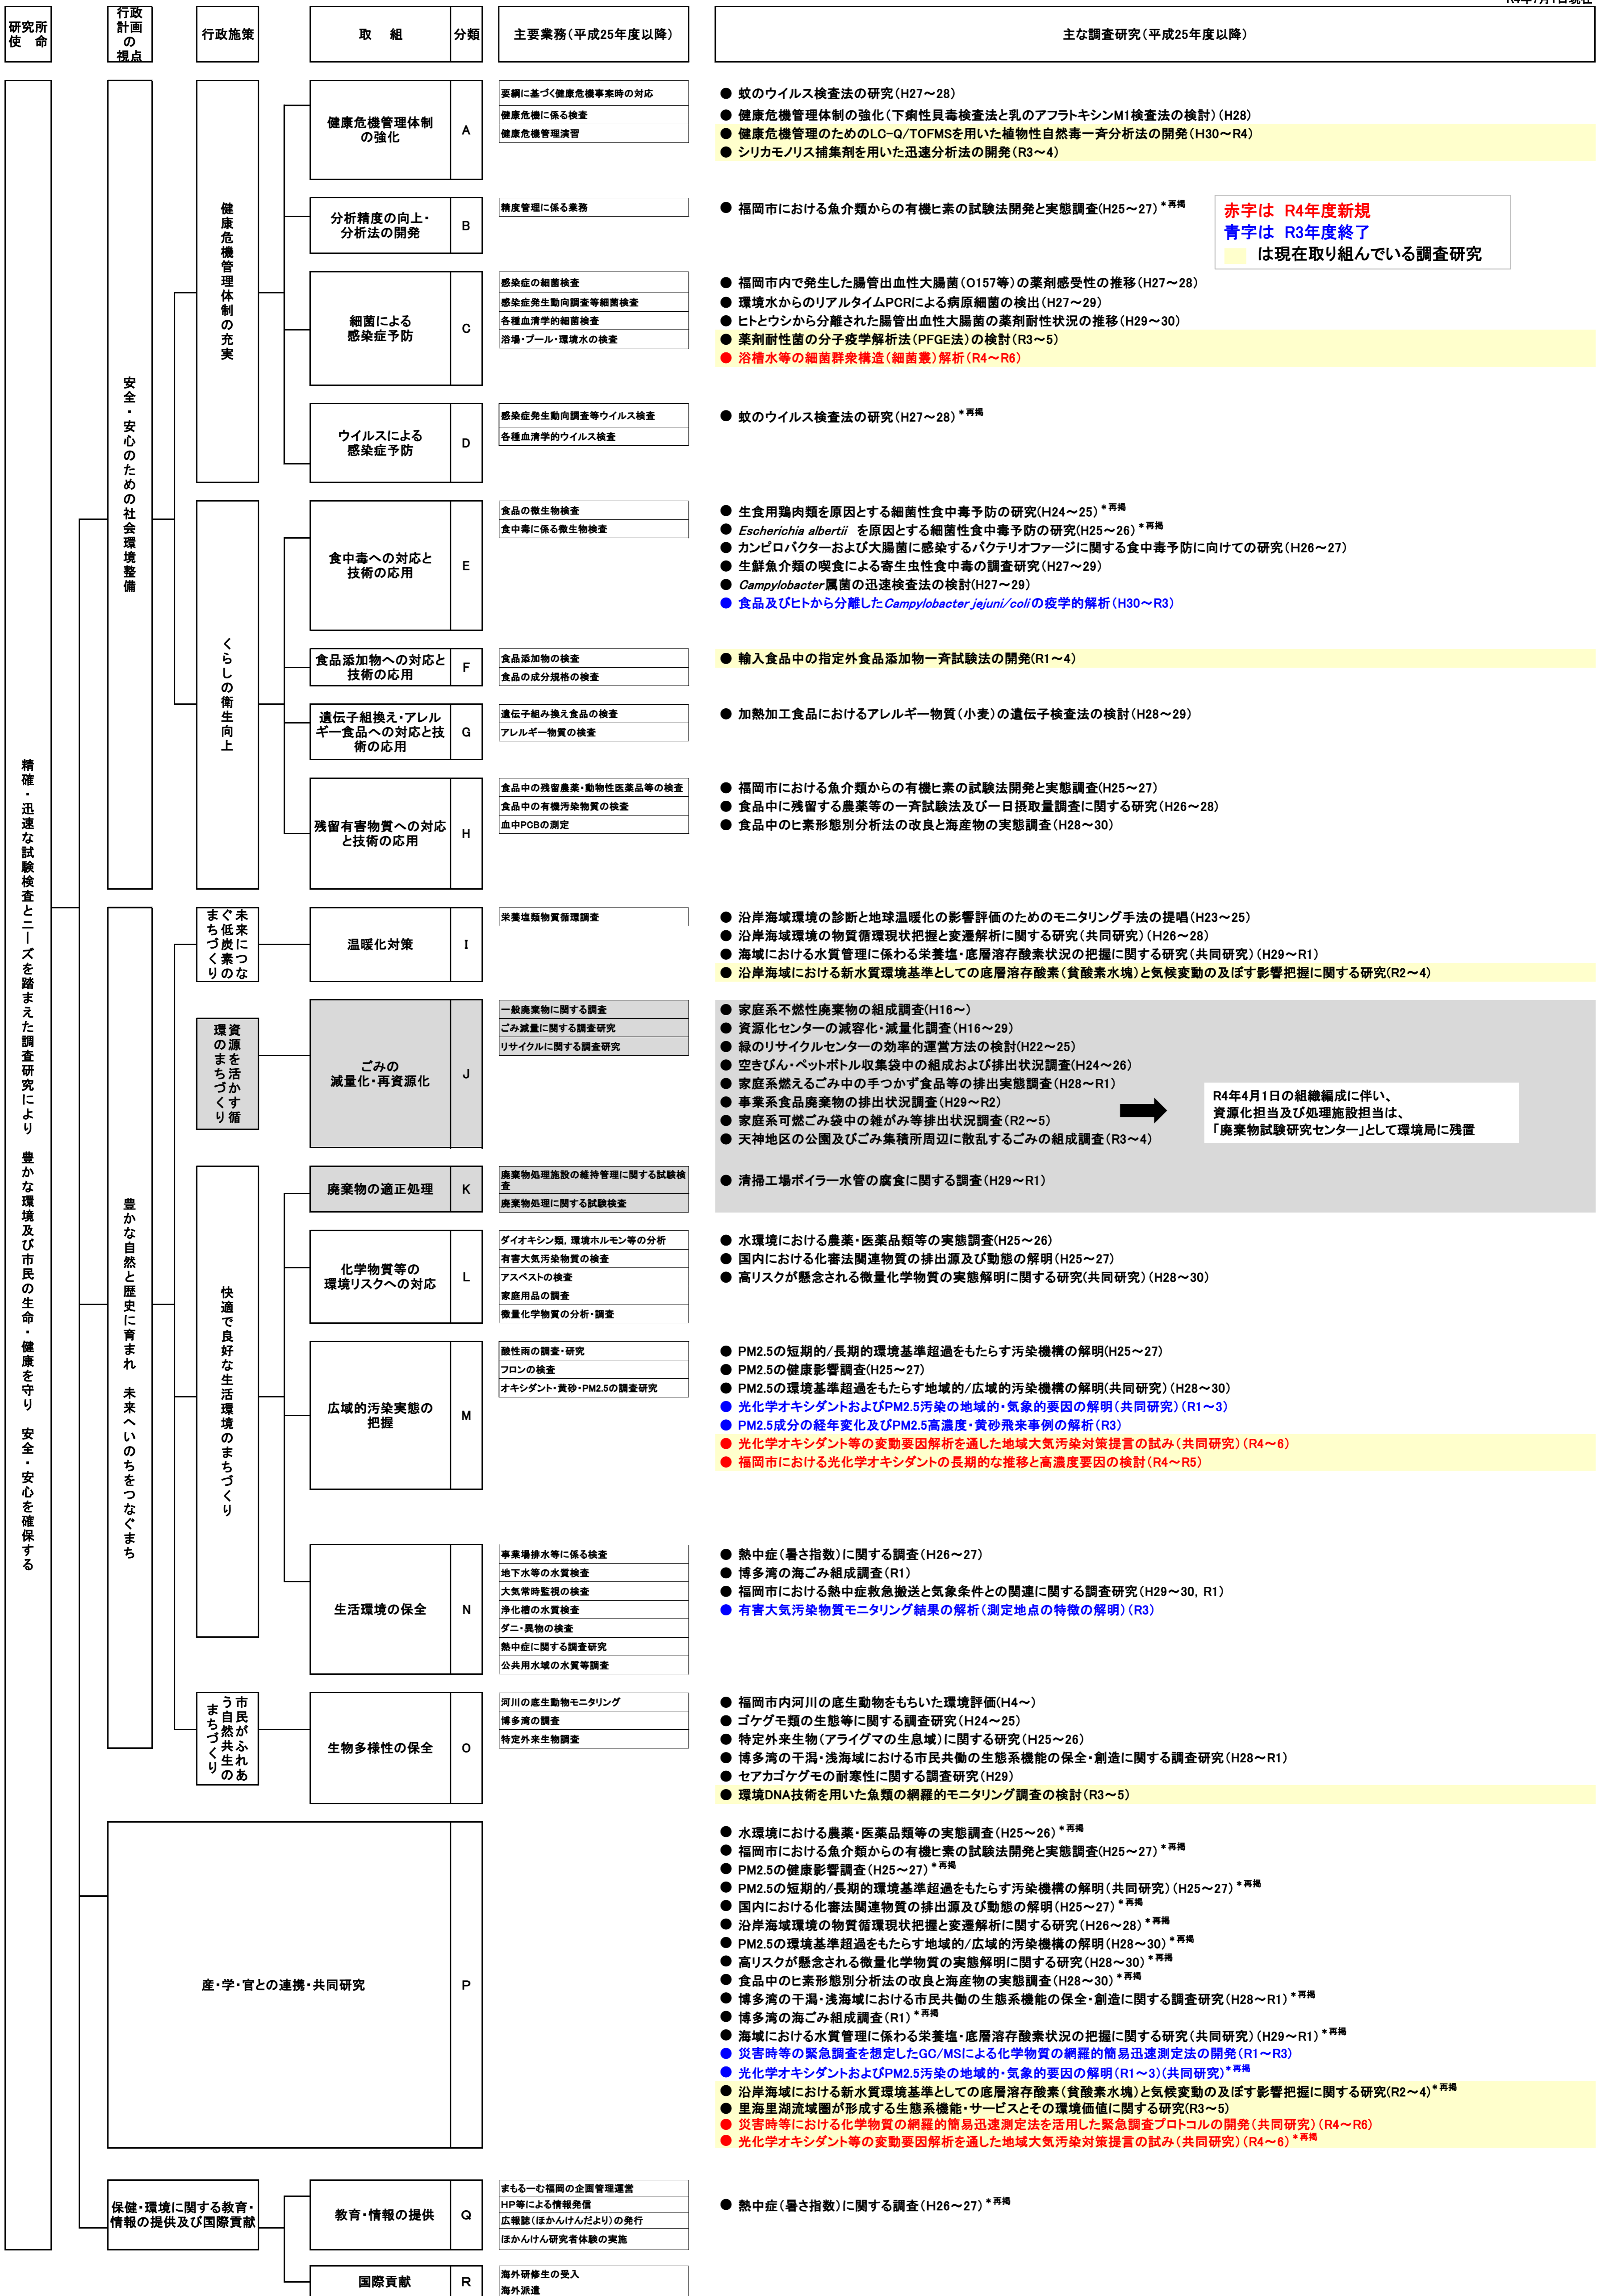 R4年7月1日現在
研究所
使　命
行政
計画
の
視点
行政施策
取　組
分類
主要業務（平成25年度以降）
主な調査研究（平成25年度以降）
精確・迅速な試験検査とニーズを踏まえた調査研究により　豊かな環境及び市民の生命・健康を守り　安全・安心を確保する
安全・安心のための社会環境整備
健康危機管理体制の充実
健康危機管理体制
の強化
A
要綱に基づく健康危機事案時の対応
健康危機に係る検査
健康危機管理演習
● 蚊のウイルス検査法の研究（H27～28）
● 健康危機管理体制の強化（下痢性貝毒検査法と乳のアフラトキシンM1検査法の検討）（H28）
● 健康危機管理のためのLC-Q/TOFMSを用いた植物性自然毒一斉分析法の開発（H30～R4）
● シリカモノリス捕集剤を用いた迅速分析法の開発（R3～4）
分析精度の向上・
分析法の開発
B
精度管理に係る業務
● 福岡市における魚介類からの有機ヒ素の試験法開発と実態調査（H25～27）＊再掲
赤字は　R4年度新規
青字は　R3年度終了
は現在取り組んでいる調査研究
細菌による
感染症予防
C
感染症の細菌検査
感染症発生動向調査等細菌検査
各種血清学的細菌検査
浴場・プール・環境水の検査
● 福岡市内で発生した腸管出血性大腸菌（O157等）の薬剤感受性の推移（H27～28）
● 環境水からのリアルタイムPCRによる病原細菌の検出（H27～29）
● ヒトとウシから分離された腸管出血性大腸菌の薬剤耐性状況の推移（H29～30）
● 薬剤耐性菌の分子疫学解析法（PFGE法）の検討（R3～5）
● 浴槽水等の細菌群衆構造（細菌叢）解析（R4～R6）
ウイルスによる
感染症予防
D
感染症発生動向調査等ウイルス検査
各種血清学的ウイルス検査
● 蚊のウイルス検査法の研究（H27～28）＊再掲
くらしの衛生向上
食中毒への対応と
技術の応用
E
食品の微生物検査
食中毒に係る微生物検査
● 生食用鶏肉類を原因とする細菌性食中毒予防の研究(H24～25）＊再掲
● Escherichia albertii　を原因とする細菌性食中毒予防の研究(H25～26）＊再掲
● カンピロバクターおよび大腸菌に感染するバクテリオファージに関する食中毒予防に向けての研究（H26～27）
● 生鮮魚介類の喫食による寄生虫性食中毒の調査研究（H27～29）
● Campylobacter属菌の迅速検査法の検討(H27～29）
● 食品及びヒトから分離したCampylobacter jejuni/coliの疫学的解析（H30～R3）
食品添加物への対応と
技術の応用
F
食品添加物の検査
食品の成分規格の検査
● 輸入食品中の指定外食品添加物一斉試験法の開発(R1～4）
遺伝子組換え・アレル
ギー食品への対応と技
術の応用
G
遺伝子組み換え食品の検査
アレルギー物質の検査
● 加熱加工食品におけるアレルギー物質（小麦）の遺伝子検査法の検討（H28～29）
残留有害物質への対応
と技術の応用
H
食品中の残留農薬・動物性医薬品等の検査
食品中の有機汚染物質の検査
血中PCBの測定
● 福岡市における魚介類からの有機ヒ素の試験法開発と実態調査(H25～27）
● 食品中に残留する農薬等の一斉試験法及び一日摂取量調査に関する研究（H26～28）
● 食品中のヒ素形態別分析法の改良と海産物の実態調査（H28～30）
豊かな自然と歴史に育まれ　未来へいのちをつなぐまち
未来につな
ぐ低炭素の
まちづくり
温暖化対策
I
栄養塩類物質循環調査
● 沿岸海域環境の診断と地球温暖化の影響評価のためのモニタリング手法の提唱（H23～25）
● 沿岸海域環境の物質循環現状把握と変遷解析に関する研究（共同研究）（H26～28）
● 海域における水質管理に係わる栄養塩・底層溶存酸素状況の把握に関する研究（共同研究）（H29～R1）
● 沿岸海域における新水質環境基準としての底層溶存酸素（貧酸素水塊）と気候変動の及ぼす影響把握に関する研究(R2～4）
資源を活かす循
環のまちづくり
ごみの
減量化・再資源化
J
一般廃棄物に関する調査
ごみ減量に関する調査研究
リサイクルに関する調査研究
● 家庭系不燃性廃棄物の組成調査(H16～）
● 資源化センターの減容化・減量化調査（H16～29）
● 緑のリサイクルセンターの効率的運営方法の検討（H22～25）
● 空きびん・ペットボトル収集袋中の組成および排出状況調査（H24～26）
● 家庭系燃えるごみ中の手つかず食品等の排出実態調査（H28～R1）
● 事業系食品廃棄物の排出状況調査（H29～R2）
● 家庭系可燃ごみ袋中の雑がみ等排出状況調査（R2～5）
● 天神地区の公園及びごみ集積所周辺に散乱するごみの組成調査（R3～4）
R4年4月1日の組織編成に伴い、
資源化担当及び処理施設担当は、
「廃棄物試験研究センター」として環境局に残置
快適で良好な生活環境のまちづくり
廃棄物の適正処理
K
廃棄物処理施設の維持管理に関する試験検
査
廃棄物処理に関する試験検査
● 清掃工場ボイラー水管の腐食に関する調査（H29～R1）
化学物質等の
環境リスクへの対応
L
ダイオキシン類，環境ホルモン等の分析
有害大気汚染物質の検査
アスベストの検査
家庭用品の調査
微量化学物質の分析・調査
● 水環境における農薬・医薬品類等の実態調査(H25～26）
● 国内における化審法関連物質の排出源及び動態の解明（H25～27）
● 高リスクが懸念される微量化学物質の実態解明に関する研究(共同研究）（H28～30）
広域的汚染実態の
把握
M
酸性雨の調査・研究
フロンの検査
オキシダント・黄砂・PM2.5の調査研究
● PM2.5の短期的/長期的環境基準超過をもたらす汚染機構の解明(H25～27）
● PM2.5の健康影響調査(H25～27）
● PM2.5の環境基準超過をもたらす地域的/広域的汚染機構の解明(共同研究）（H28～30）
● 光化学オキシダントおよびPM2.5汚染の地域的・気象的要因の解明（共同研究）（R1～3）
● PM2.5成分の経年変化及びPM2.5高濃度・黄砂飛来事例の解析（R3）
● 光化学オキシダント等の変動要因解析を通した地域大気汚染対策提言の試み（共同研究）（R4～6）
● 福岡市における光化学オキシダントの長期的な推移と高濃度要因の検討（R4～R5）
生活環境の保全
N
事業場排水等に係る検査
地下水等の水質検査
大気常時監視の検査
浄化槽の水質検査
ダニ・異物の検査
熱中症に関する調査研究
公共用水域の水質等調査
● 熱中症（暑さ指数）に関する調査（H26～27）
● 博多湾の海ごみ組成調査（R1）
● 福岡市における熱中症救急搬送と気象条件との関連に関する調査研究（H29～30，R1）
● 有害大気汚染物質モニタリング結果の解析（測定地点の特徴の解明）（R3）
市民がふれあ
う自然共生の
まちづくり
生物多様性の保全
O
河川の底生動物モニタリング
博多湾の調査
特定外来生物調査
● 福岡市内河川の底生動物をもちいた環境評価(H4～）
● ゴケグモ類の生態等に関する調査研究（H24～25）
● 特定外来生物（アライグマの生息域）に関する研究（H25～26）
● 博多湾の干潟・浅海域における市民共働の生態系機能の保全・創造に関する調査研究（H28～R1）
● セアカゴケグモの耐寒性に関する調査研究（H29）
● 環境DNA技術を用いた魚類の網羅的モニタリング調査の検討（R3～5）
産・学・官との連携・共同研究
P
● 水環境における農薬・医薬品類等の実態調査（H25～26）＊再掲
● 福岡市における魚介類からの有機ヒ素の試験法開発と実態調査(H25～27）＊再掲
● PM2.5の健康影響調査（H25～27）＊再掲
● PM2.5の短期的/長期的環境基準超過をもたらす汚染機構の解明（共同研究）（H25～27）＊再掲
● 国内における化審法関連物質の排出源及び動態の解明（H25～27）＊再掲
● 沿岸海域環境の物質循環現状把握と変遷解析に関する研究（H26～28）＊再掲
● PM2.5の環境基準超過をもたらす地域的/広域的汚染機構の解明（H28～30）＊再掲
● 高リスクが懸念される微量化学物質の実態解明に関する研究（H28～30）＊再掲
● 食品中のヒ素形態別分析法の改良と海産物の実態調査（H28～30）＊再掲
● 博多湾の干潟・浅海域における市民共働の生態系機能の保全・創造に関する調査研究（H28～R1）＊再掲
● 博多湾の海ごみ組成調査（R1）＊再掲
● 海域における水質管理に係わる栄養塩・底層溶存酸素状況の把握に関する研究（共同研究）（H29～R1）＊再掲
● 災害時等の緊急調査を想定したGC/MSによる化学物質の網羅的簡易迅速測定法の開発（R1～R3）
● 光化学オキシダントおよびPM2.5汚染の地域的・気象的要因の解明（R1～3）（共同研究）＊再掲
● 沿岸海域における新水質環境基準としての底層溶存酸素（貧酸素水塊）と気候変動の及ぼす影響把握に関する研究(R2～4）＊再掲
● 里海里湖流域圏が形成する生態系機能・サービスとその環境価値に関する研究(R3～5）
● 災害時等における化学物質の網羅的簡易迅速測定法を活用した緊急調査プロトコルの開発（共同研究）（R4～R6）
● 光化学オキシダント等の変動要因解析を通した地域大気汚染対策提言の試み（共同研究）（R4～6）＊再掲
保健・環境に関する教育・
情報の提供及び国際貢献
教育・情報の提供
Q
まもるーむ福岡の企画管理運営
HP等による情報発信
広報誌（ほかんけんだより）の発行
ほかんけん研究者体験の実施
● 熱中症（暑さ指数）に関する調査（H26～27）＊再掲
国際貢献
R
海外研修生の受入
海外派遣